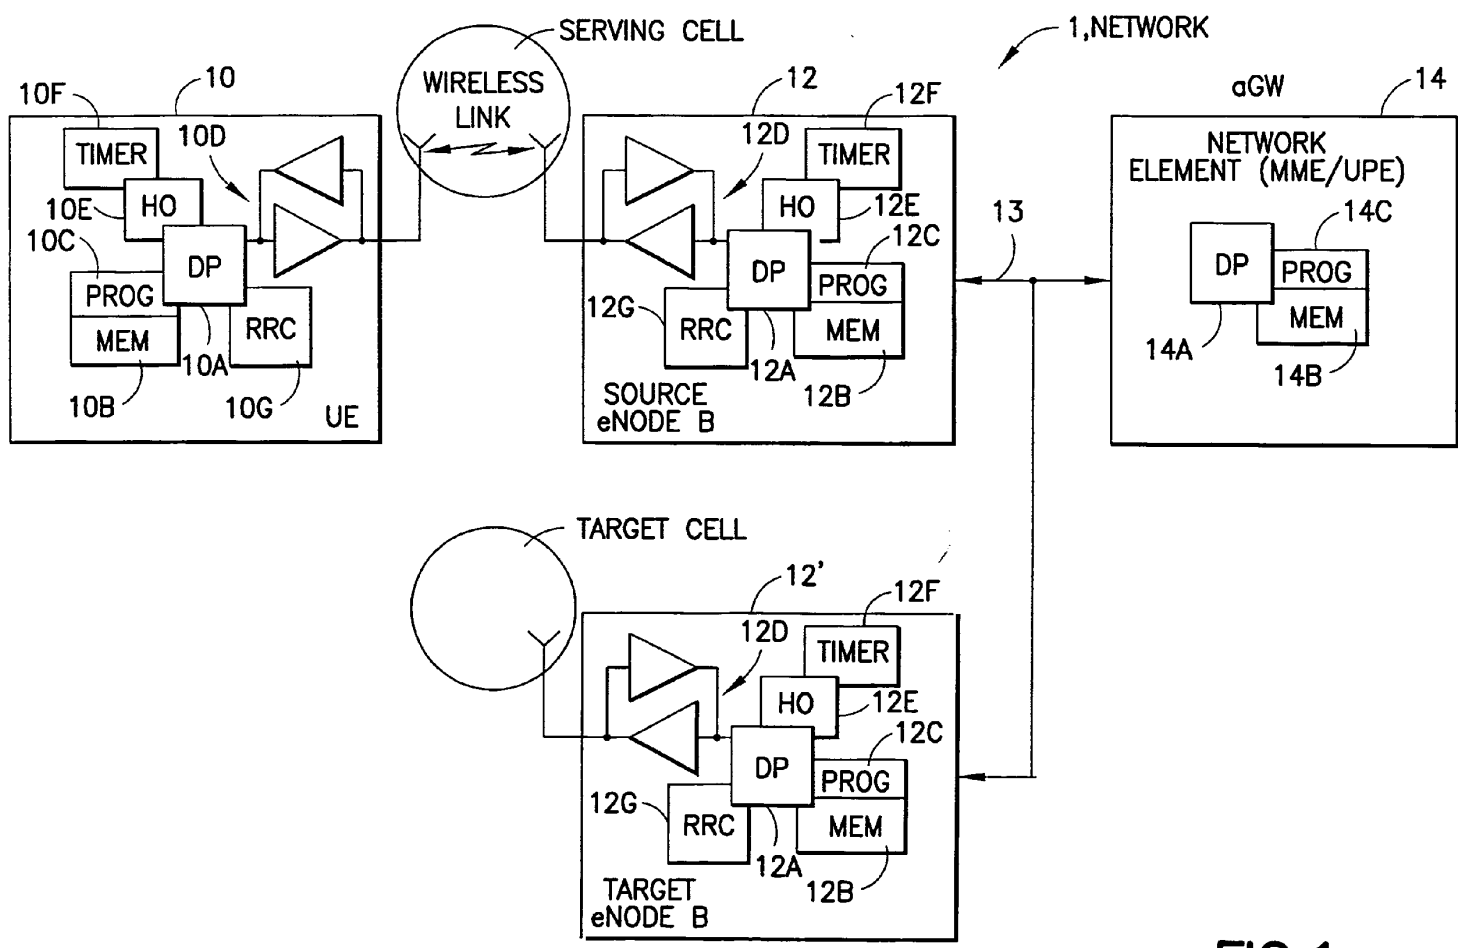 SERVING CELL
1,NETWORK
WIRELESS
LINK
10
10F
TIMER
10D
10E
HO
10C
DP
PROG
MEM
RRC
10A
10B
10G
UE
12
12F
12D
TIMER
HO
12E
12C
DP
PROG
12G
RRC
MEM
12A
12B
SOURCE
eNODE B
13
aGW
14
NETWORK
ELEMENT (MME/UPE)
14C
DP
PROG
MEM
14A
14B
TARGET CELL
12'
12F
12D
TIMER
HO
12E
12C
DP
PROG
12G
RRC
MEM
12A
12B
TARGET
eNODE B